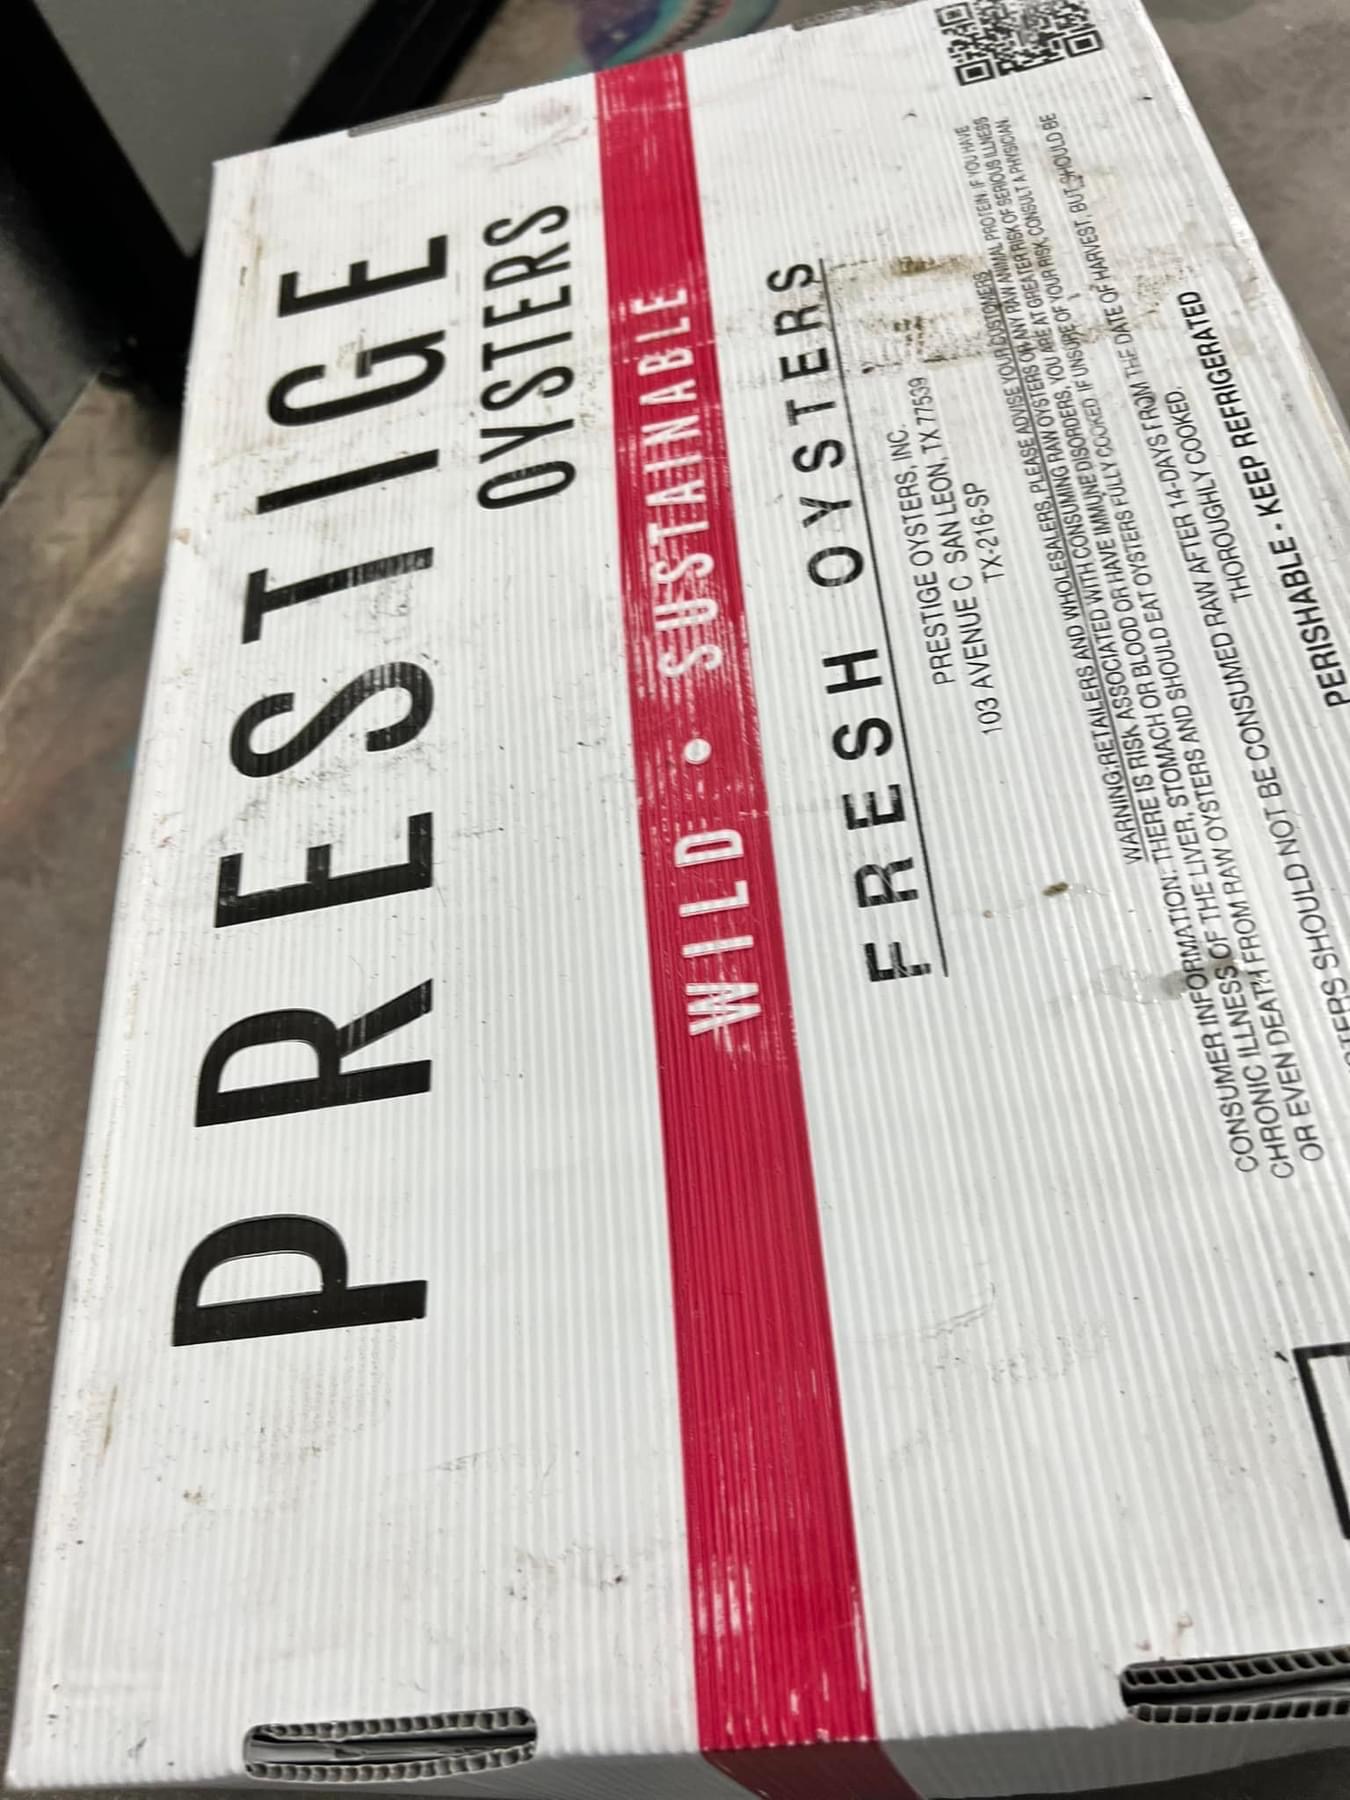 PRESTIGE
OYSTERS
WILD • SUSTAINABLE
FRESH OYSTERS
PRESTIGE OYSTERS, INC.
103 AVENUE C SAN LEON, TX 77539
TX-216-SP
WARNING:RETAILERS AND WHOLESALERS, PLEASE ADVISE YOUR CUSTOMERS
CONSUMER INFORMATION: THERE IS RISK ASSOCIATED WITH CONSUMING RAW OYSTERS OR ANY RAW ANIMAL PROTEIN. IF YOU HAVE
CHRONIC ILLNESS OF THE LIVER, STOMACH OR BLOOD OR HAVE IMMUNE DISORDERS, YOU ARE AT GREATER RISK OF SERIOUS ILLNESS
OR EVEN DEATH FROM RAW OYSTERS AND SHOULD EAT OYSTERS FULLY COOKED. IF UNSURE OF YOUR RISK, CONSULT A PHYSICIAN.
SHOULD NOT BE CONSUMED RAW AFTER 14-DAYS FROM THE DATE OF HARVEST, BUT SHOULD BE
THOROUGHLY COOKED.
PERISHABLE - KEEP REFRIGERATED